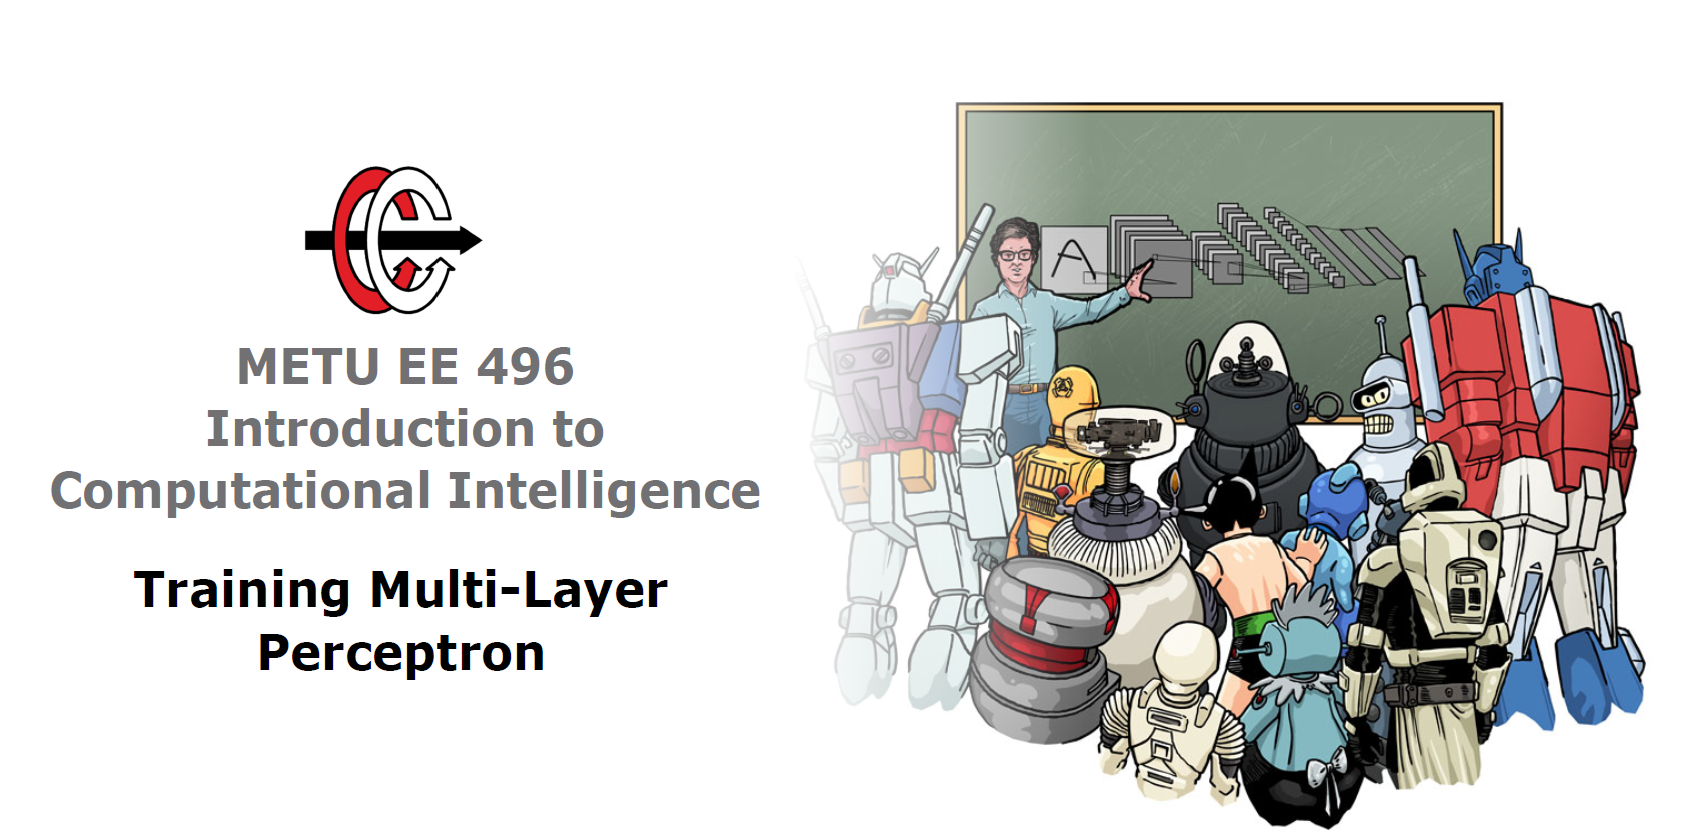 METU EE 496
Introduction to
Computational Intelligence
Training Multi-Layer
Perceptron
A